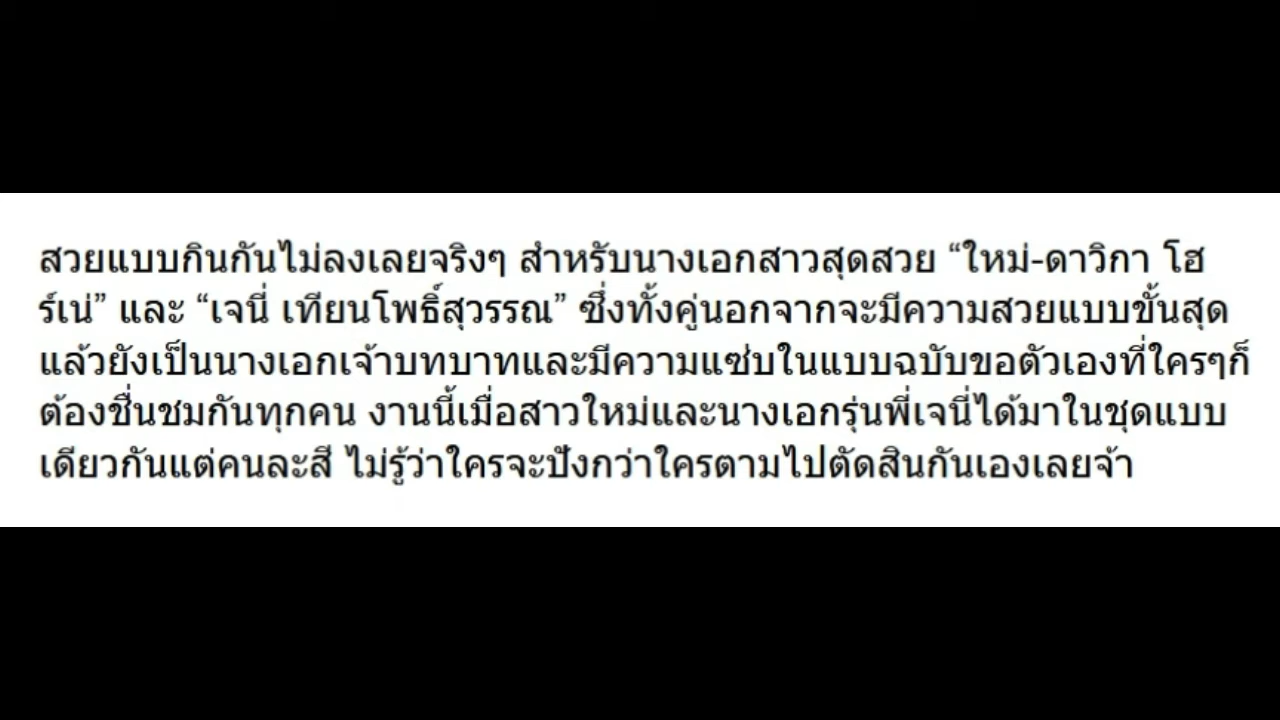 สวยแบบกินกันไม่ลงเลยจริงๆ สำหรับนางเอกสาวสุดสวย “ใหม่-ดาวิกา โฮ
ร์เน่” และ “เจนี่ เทียนโพธิ์สุวรรณ” ซึ่งทั้งคู่นอกจากจะมีความสวยแบบขั้นสุด
แล้วยังเป็นนางเอกเจ้าบทบาทและมีความแซ่บในแบบฉบับขอตัวเองที่ใครๆก็
ต้องชื่นชมกันทุกคน งานนี้เมื่อสาวใหม่และนางเอกรุ่นพี่เจนี่ได้มาในชุดแบบ
เดียวกันแต่คนละสี ไม่รู้ว่าใครจะปังกว่าใครตามไปตัดสินกันเองเลยจ้า